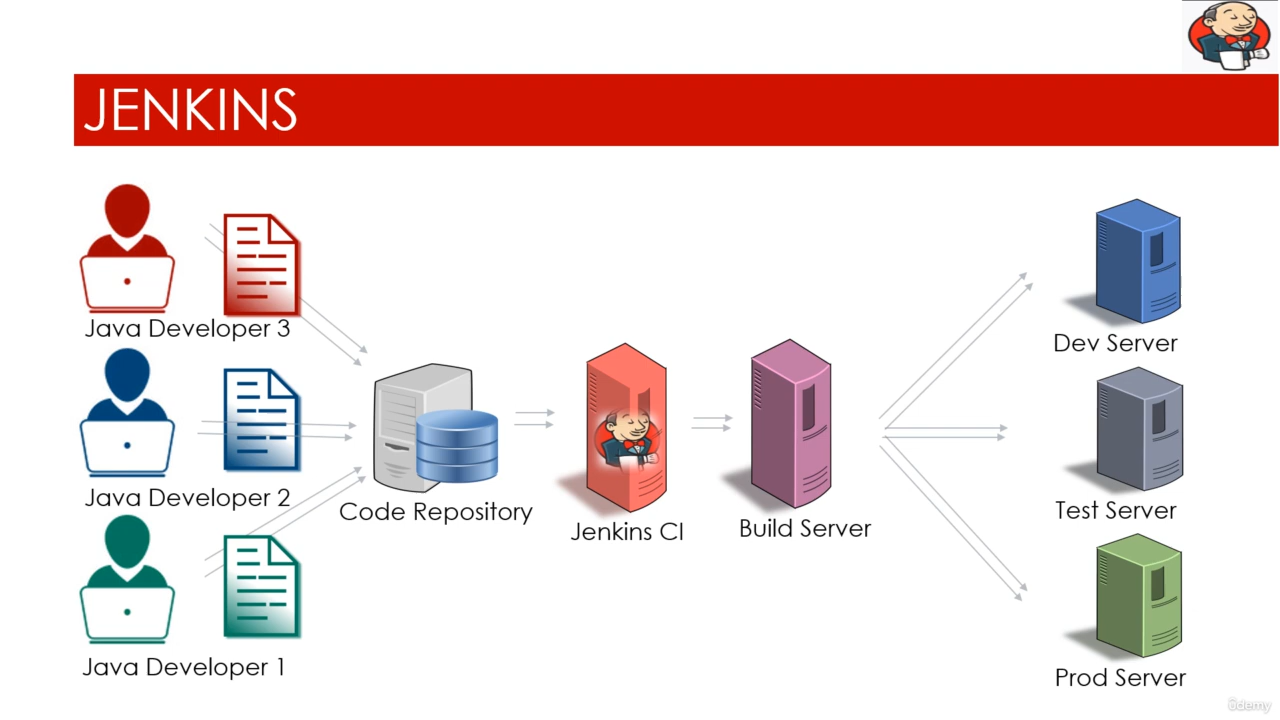 JENKINS
Java Developer 3
Java Developer 2
Java Developer 1
Code Repository
Jenkins CI
Build Server
Dev Server
Test Server
Prod Server
ûdemy